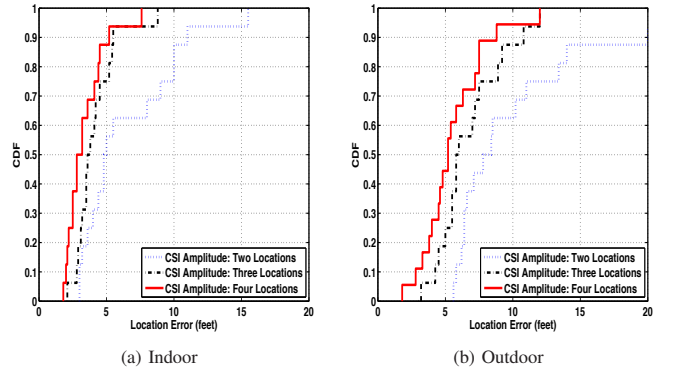 1
0.9
0.8
0.7
0.6
0.5
0.4
0.3
0.2
0.1
0
CDF
0 5 10 15 20
Location Error (feet)
CSI Amplitude: Two Locations
CSI Amplitude: Three Locations
CSI Amplitude: Four Locations
(a) Indoor
1
0.9
0.8
0.7
0.6
0.5
0.4
0.3
0.2
0.1
0
CDF
0 5 10 15 20
Location Error (feet)
CSI Amplitude: Two Locations
CSI Amplitude: Three Locations
CSI Amplitude: Four Locations
(b) Outdoor